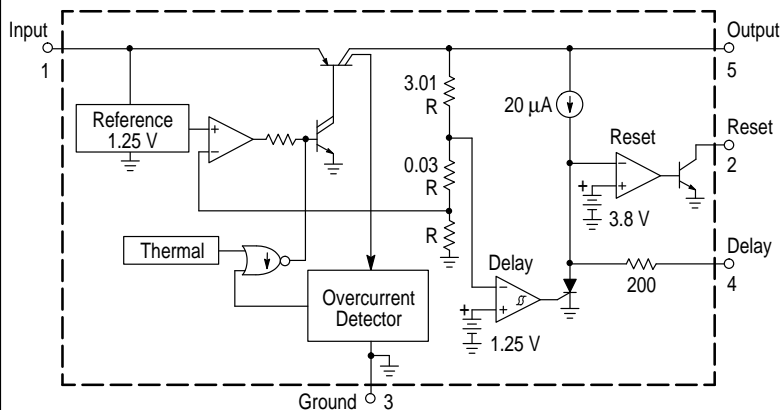 Input
1
Output
5
3.01
R
20 µA
Reference
1.25 V
+
−
Reset
Reset
2
−
+
+
3.8 V
0.03
R
R
Thermal
Delay
Delay
4
200
−
+
+
1.25 V
Overcurrent
Detector
Ground
3